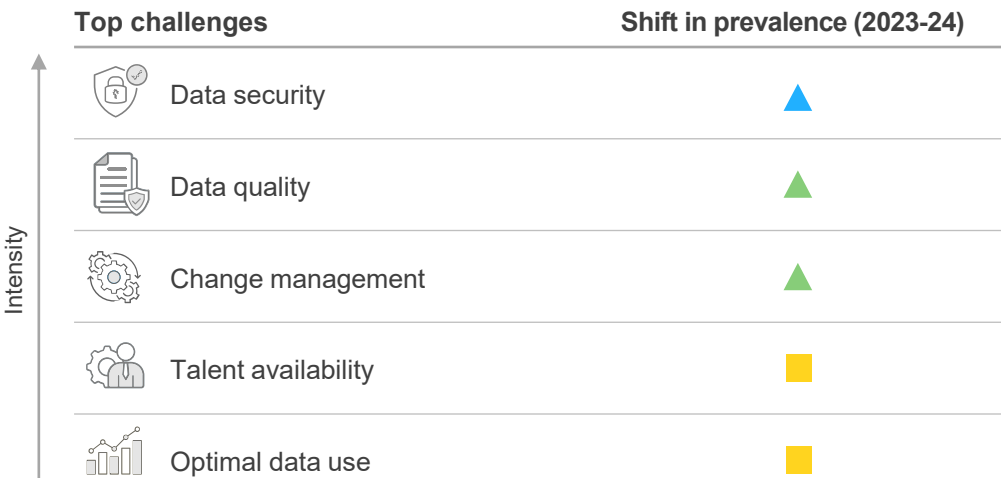 Top challenges Shift in prevalence (2023-24)
Data security
Data quality
Change management
Talent availability
Optimal data use
Intensity